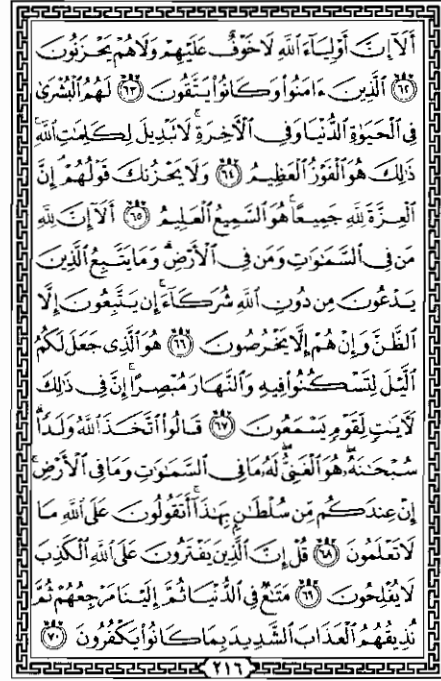 أَلَآ إِنَّ أَوْلِيَآءَ ٱللَّهِ لَا خَوْفٌ عَلَيْهِمْ وَلَا هُمْ يَحْزَنُونَ
﴿٦٢﴾ ٱلَّذِينَ ءَامَنُوا۟ وَكَانُوا۟ يَتَّقُونَ ﴿٦٣﴾ لَهُمُ ٱلْبُشْرَىٰ
فِى ٱلْحَيَوٰةِ ٱلدُّنْيَا وَفِى ٱلْـَٔاخِرَةِ ۚ لَا تَبْدِيلَ لِكَلِمَـٰتِ ٱللَّهِ ۚ
ذَٰلِكَ هُوَ ٱلْفَوْزُ ٱلْعَظِيمُ ﴿٦٤﴾ وَلَا يَحْزُنكَ قَوْلُهُمْ ۘ إِنَّ
ٱلْعِزَّةَ لِلَّهِ جَمِيعًا ۚ هُوَ ٱلسَّمِيعُ ٱلْعَلِيمُ ﴿٦٥﴾ أَلَآ إِنَّ لِلَّهِ
مَن فِى ٱلسَّمَـٰوَٰتِ وَمَن فِى ٱلْأَرْضِ ۗ وَمَا يَتَّبِعُ ٱلَّذِينَ
يَدْعُونَ مِن دُونِ ٱللَّهِ شُرَكَآءَ ۚ إِن يَتَّبِعُونَ إِلَّا
ٱلظَّنَّ وَإِنْ هُمْ إِلَّا يَخْرُصُونَ ﴿٦٦﴾ هُوَ ٱلَّذِى جَعَلَ لَكُمُ
ٱلَّيْلَ لِتَسْكُنُوا۟ فِيهِ وَٱلنَّهَارَ مُبْصِرًا ۚ إِنَّ فِى ذَٰلِكَ
لَـَٔايَـٰتٍ لِّقَوْمٍ يَسْمَعُونَ ﴿٦٧﴾ قَالُوا۟ ٱتَّخَذَ ٱللَّهُ وَلَدًا ۗ
سُبْحَـٰنَهُۥ ۖ هُوَ ٱلْغَنِىُّ ۖ لَهُۥ مَا فِى ٱلسَّمَـٰوَٰتِ وَمَا فِى ٱلْأَرْضِ ۚ
إِنْ عِندَكُم مِّن سُلْطَـٰنٍۭ بِهَـٰذَآ ۚ أَتَقُولُونَ عَلَى ٱللَّهِ مَا
لَا تَعْلَمُونَ ﴿٦٨﴾ قُلْ إِنَّ ٱلَّذِينَ يَفْتَرُونَ عَلَى ٱللَّهِ ٱلْكَذِبَ
لَا يُفْلِحُونَ ﴿٦٩﴾ مَتَـٰعٌ فِى ٱلدُّنْيَا ثُمَّ إِلَيْنَا مَرْجِعُهُمْ ثُمَّ
نُذِيقُهُمُ ٱلْعَذَابَ ٱلشَّدِيدَ بِمَا كَانُوا۟ يَكْفُرُونَ ﴿٧٠﴾
٢١٦